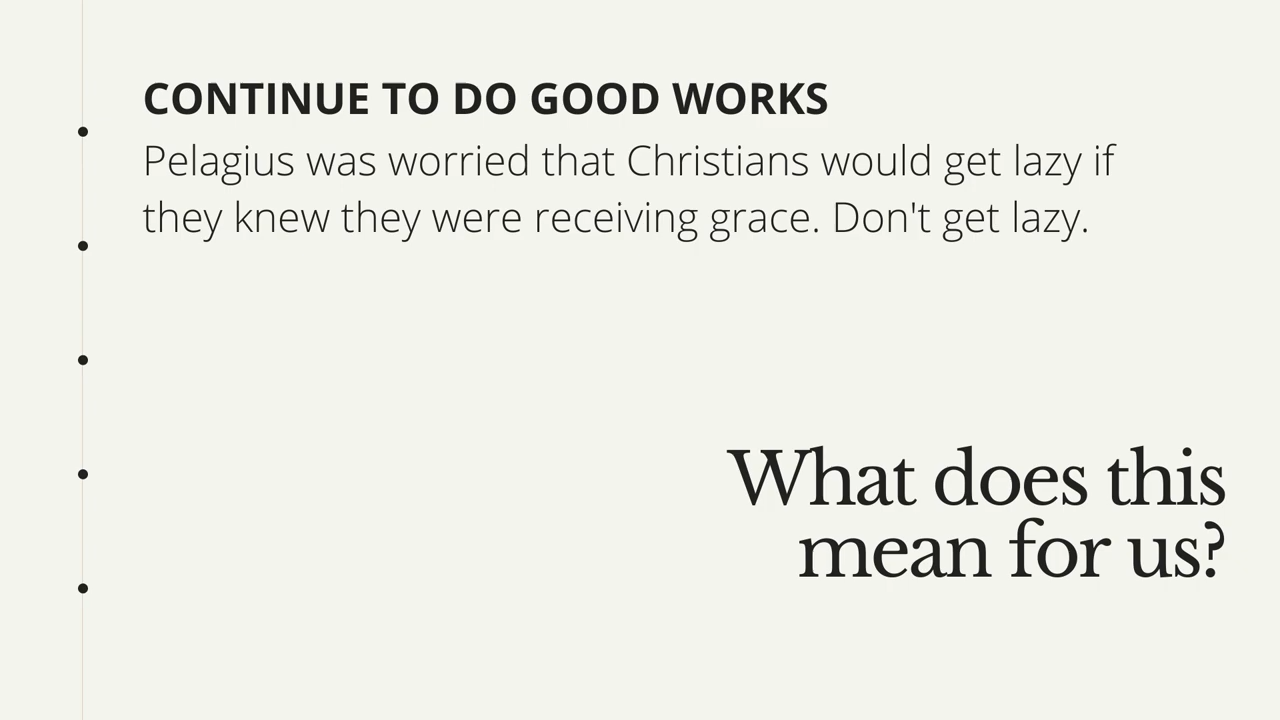 CONTINUE TO DO GOOD WORKS
Pelagius was worried that Christians would get lazy if
they knew they were receiving grace. Don't get lazy.
What does this
mean for us?